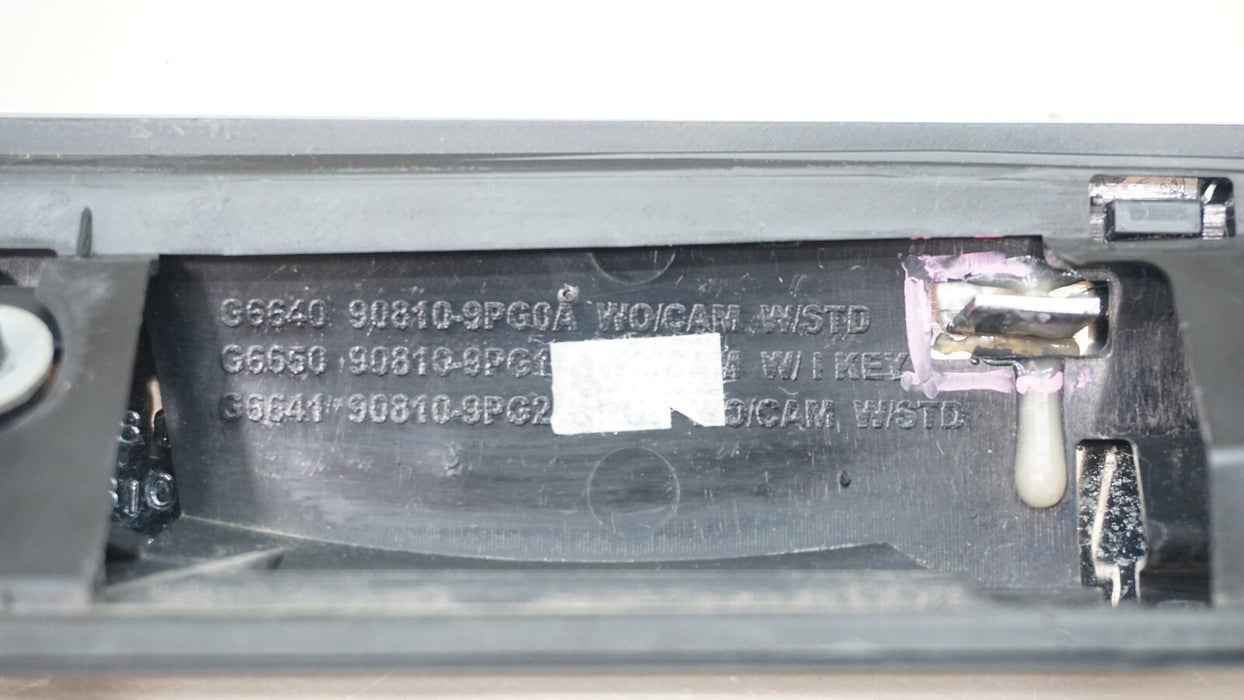 G6640 90810-9PG0A WO/CAM W/STD
G6650 90810-9PG1 W/ I KEY
G6641 90810-9PG2 O/CAM W/STD